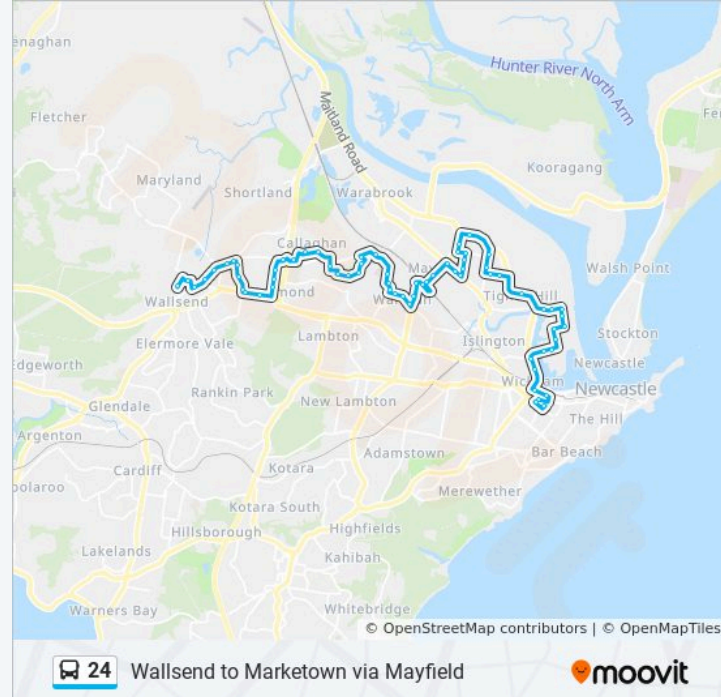 enaghan
Fletcher
Hunter River North Arm
Maitland Road
Kooragang
Maryland
Shortland
Warabrook
Callaghan
Walsh Point
Wallsend
Stockton
Elermore Vale
Lambton
Islington
Newcastle
Edgeworth
Rankin Park
Newcastle
Glendale
New Lambton
The Hill
Argenton
Adamstown
Bar Beach
Cardiff
Kotara
Merewether
oolaroo
Kotara South
Hillsborough
Highfields
Lakelands
Kahibah
Warners Bay
Whitebridge
© OpenStreetMap contributors | © OpenMapTiles
24 Wallsend to Marketown via Mayfield
moovit